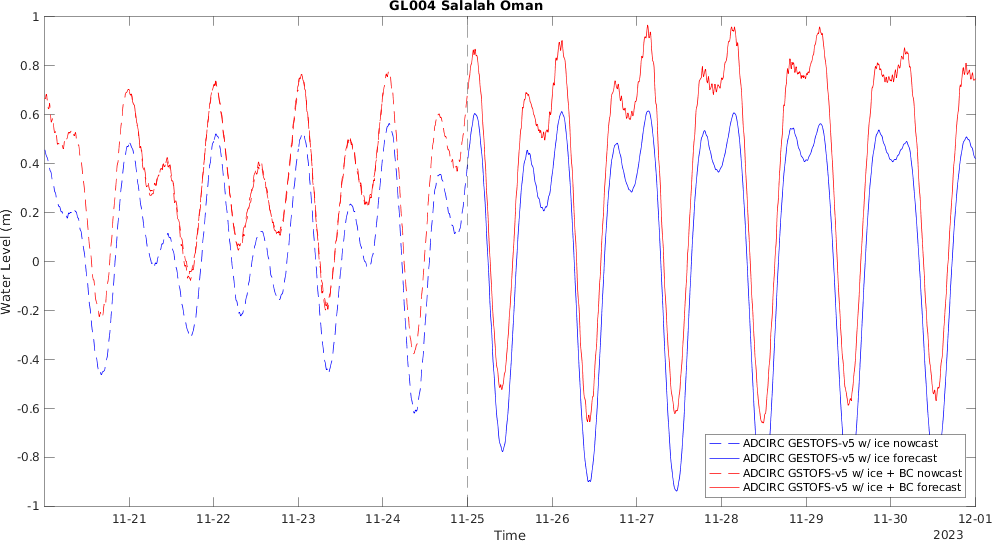 GL004 Salalah Oman
Water Level (m)
1
0.8
0.6
0.4
0.2
0
-0.2
-0.4
-0.6
-0.8
-1
ADCIRC GESTOFS-v5 w/ ice nowcast
ADCIRC GESTOFS-v5 w/ ice forecast
ADCIRC GSTOFS-v5 w/ ice + BC nowcast
ADCIRC GSTOFS-v5 w/ ice + BC forecast
11-21 11-22 11-23 11-24 11-25 11-26 11-27 11-28 11-29 11-30 12-01
Time
2023